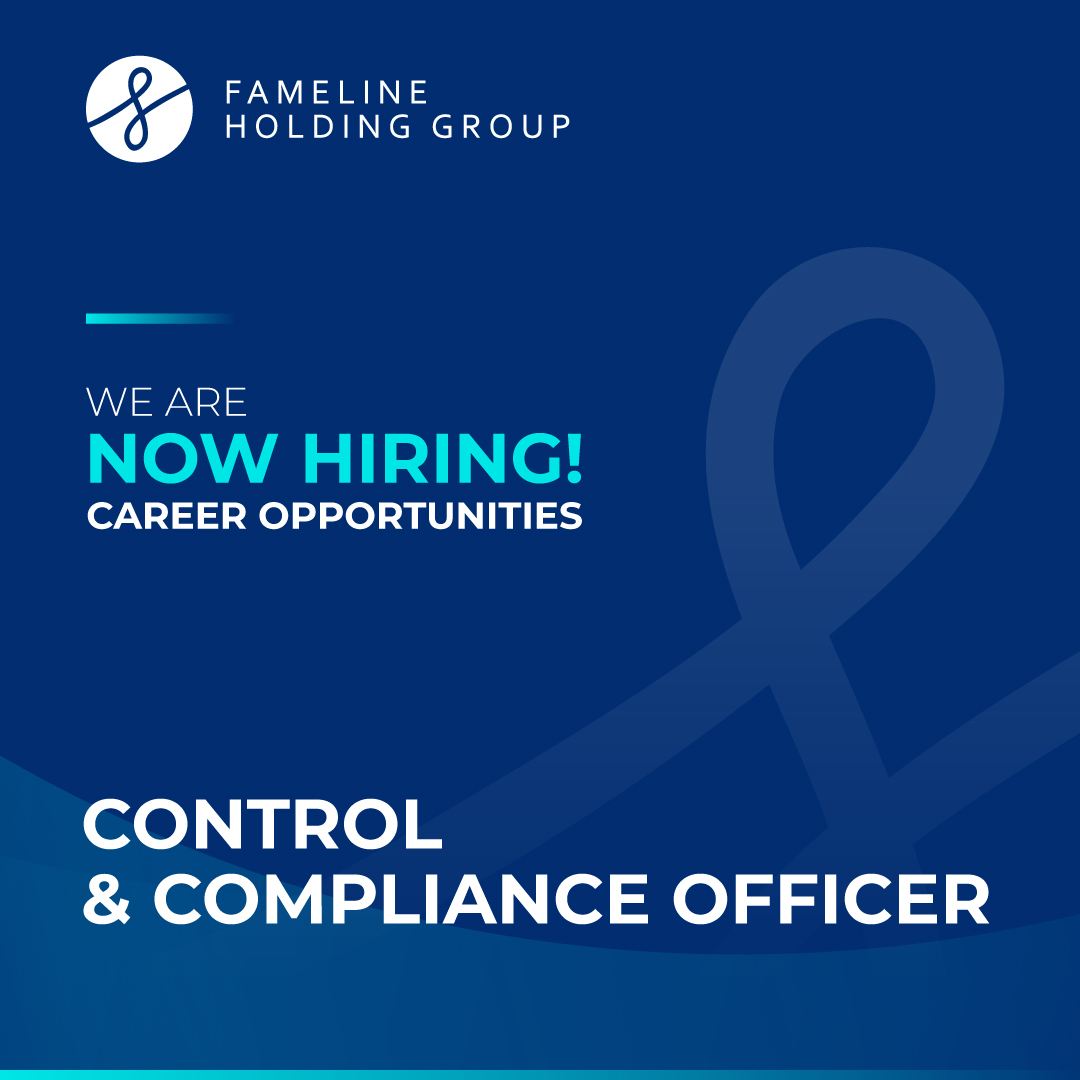 FAMELINE
HOLDING GROUP
WE ARE
NOW HIRING!
CAREER OPPORTUNITIES
CONTROL
& COMPLIANCE OFFICER